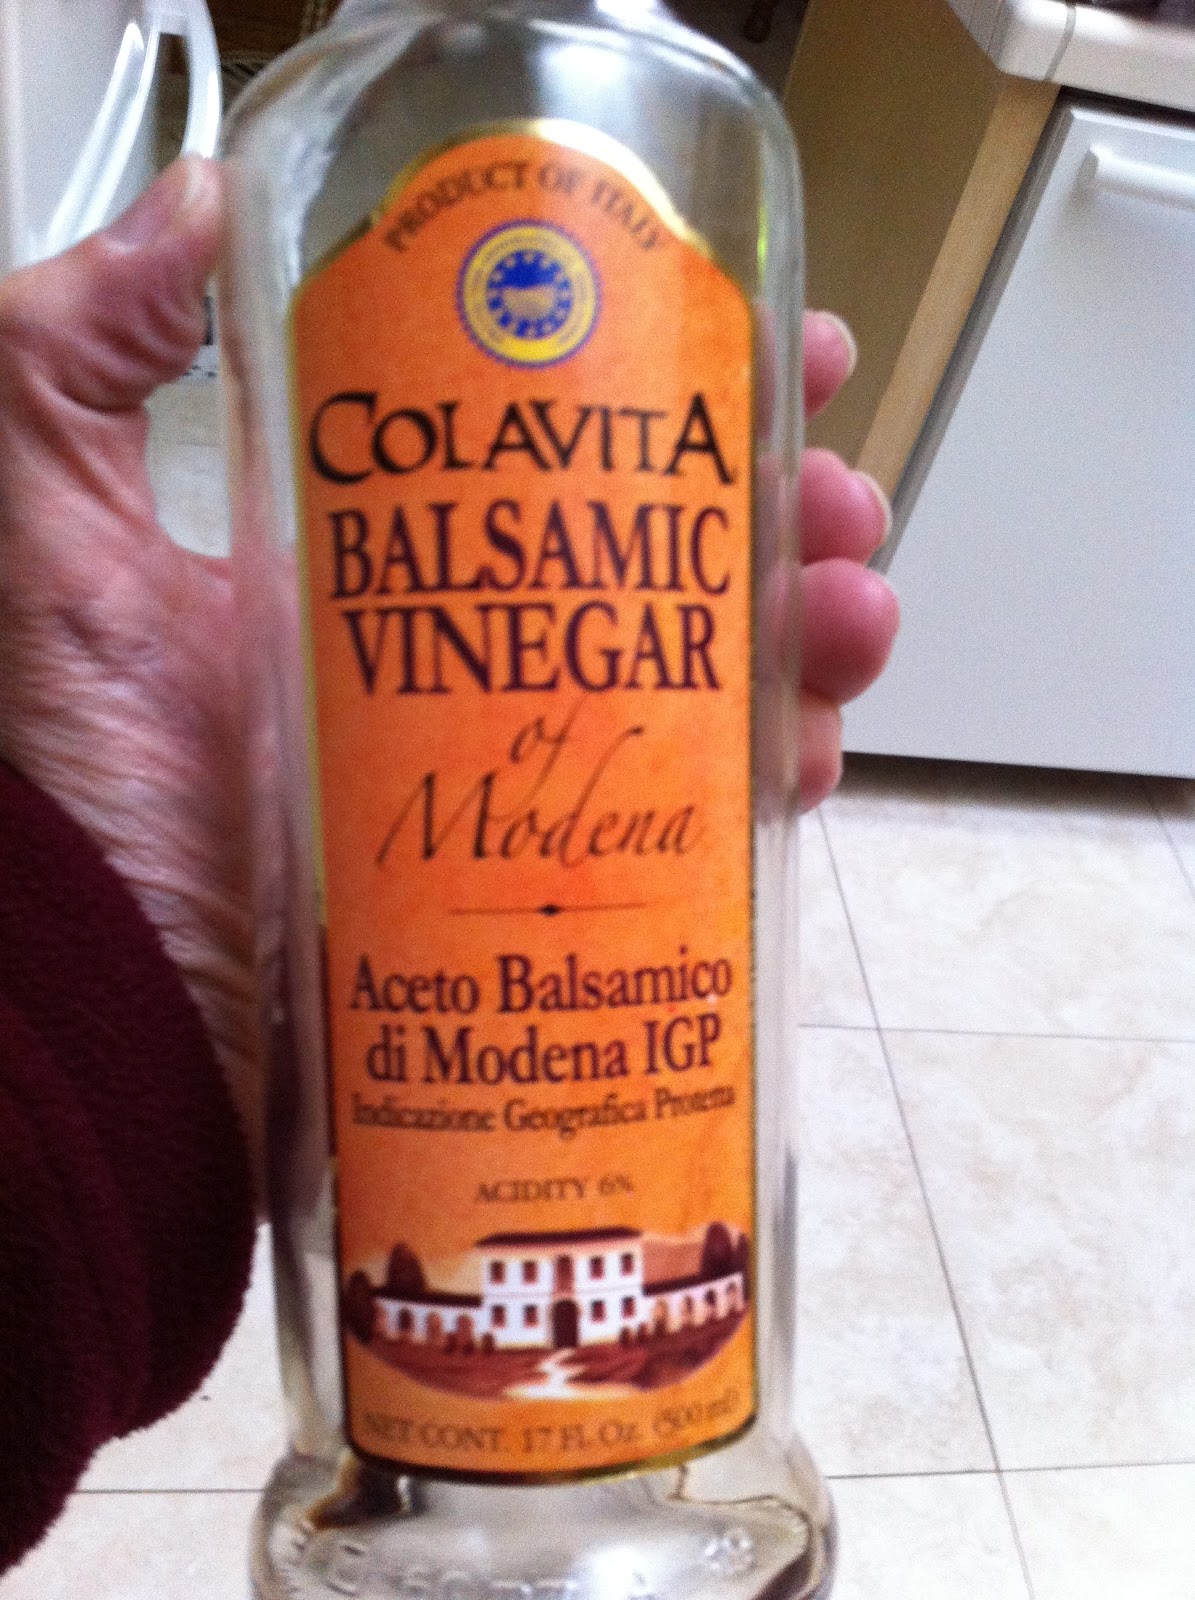 PRODUCT OF ITALY
COLAVITA
BALSAMIC
VINEGAR
of
Modena
Aceto Balsamico
di Modena IGP
Indicazione Geografica Protetta
ACIDITY 6%
NET CONT. 17 Fl. Oz. (500 ml)